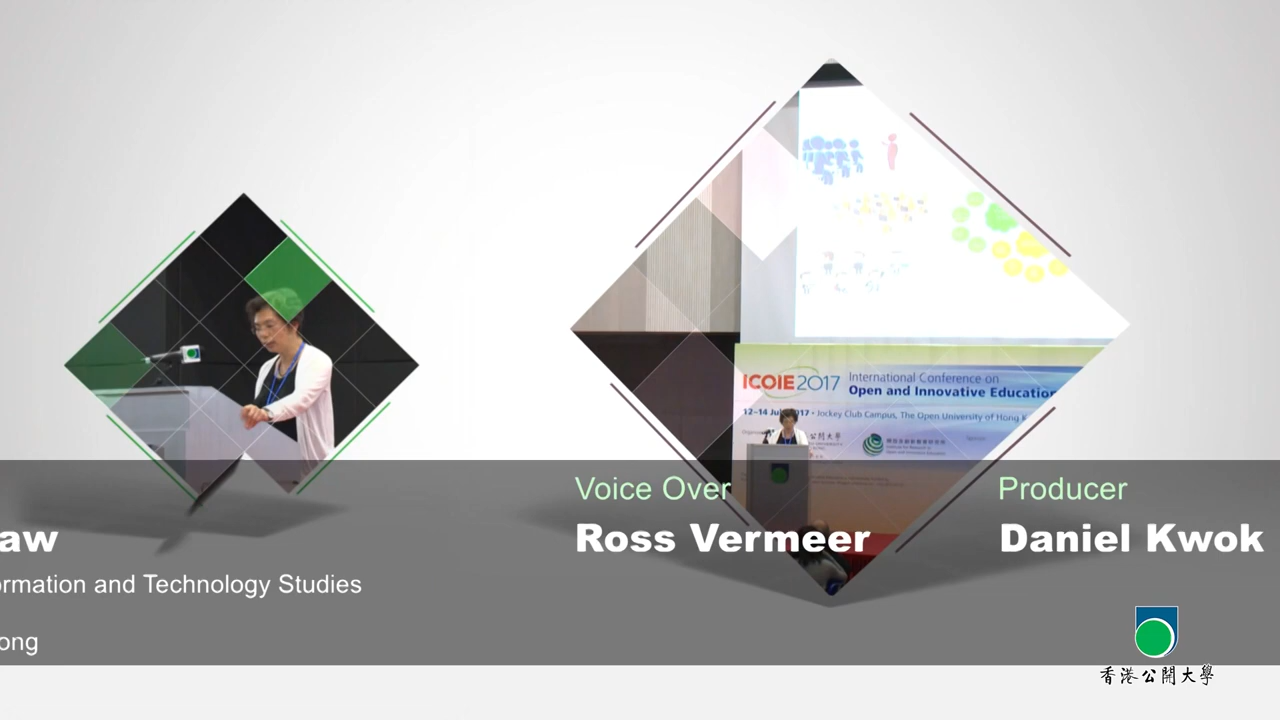 ICOIE2017
International Conference on
Open and Innovative Education
12-14 July 2017 • Jockey Club Campus, The Open University of Hong
Voice Over
Producer
aw
Ross Vermeer
Daniel Kwok
ormation and Technology Studies
ong
香港公開大學